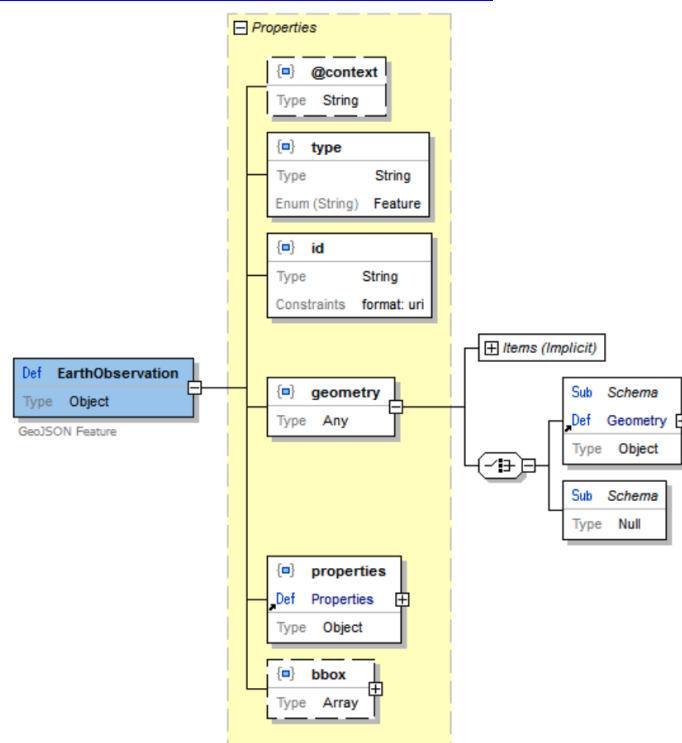 Properties
@context
Type String
type
Type String
Enum (String) Feature
id
Type String
Constraints format: uri
Def EarthObservation
Type Object
GeoJSON Feature
geometry
Type Any
Items (Implicit)
Sub Schema
Def Geometry
Type Object
Sub Schema
Type Null
properties
Def Properties
Type Object
bbox
Type Array